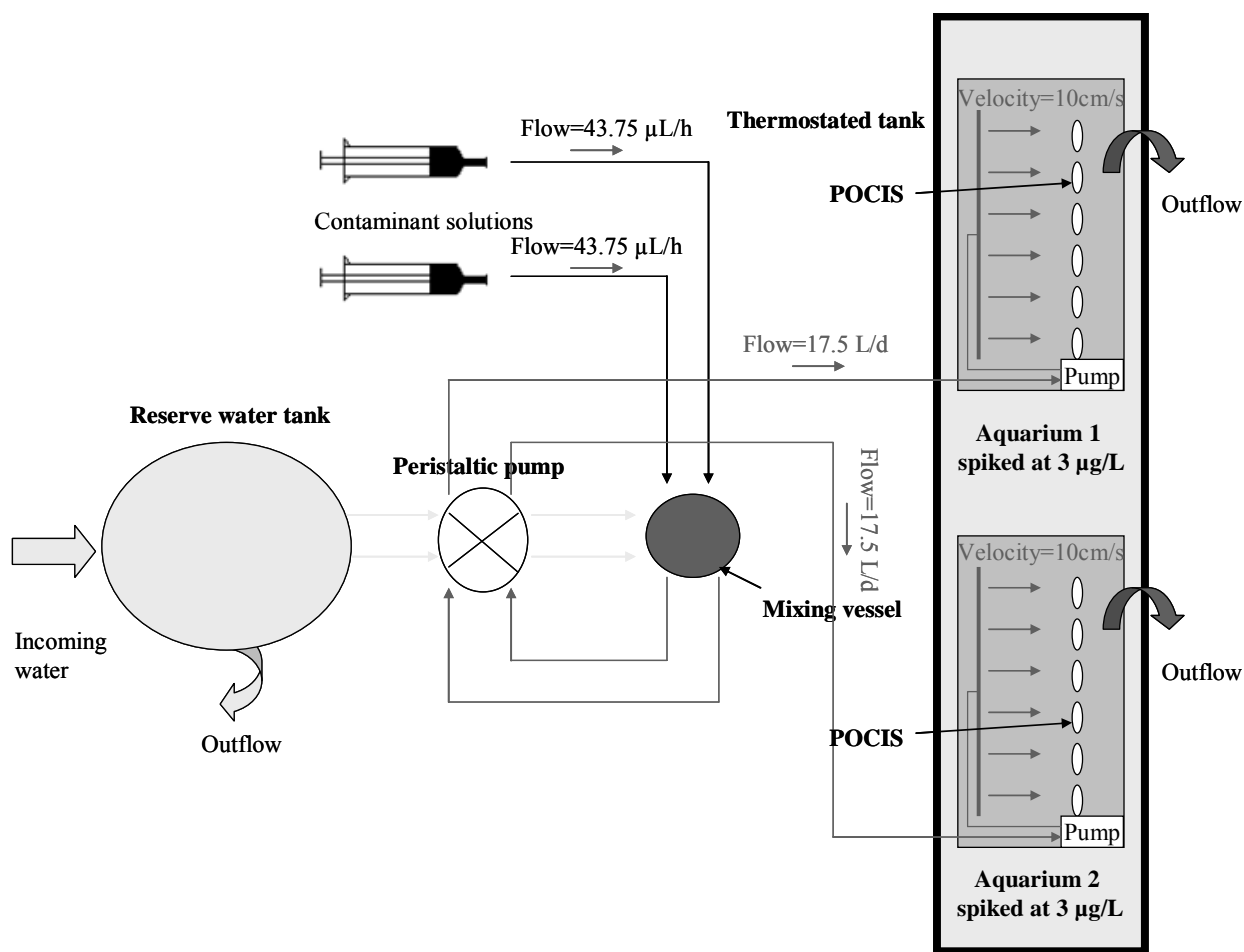 Velocity=10cm/s
Flow=43.75 µL/h
Thermostated tank
POCIS
Outflow
Contaminant solutions
Flow=43.75 µL/h
Flow=17.5 L/d
Pump
Reserve water tank
Aquarium 1
spiked at 3 µg/L
Peristaltic pump
Flow=17.5 L/d
Velocity=10cm/s
Mixing vessel
Incoming
water
Outflow
Outflow
POCIS
Pump
Aquarium 2
spiked at 3 µg/L